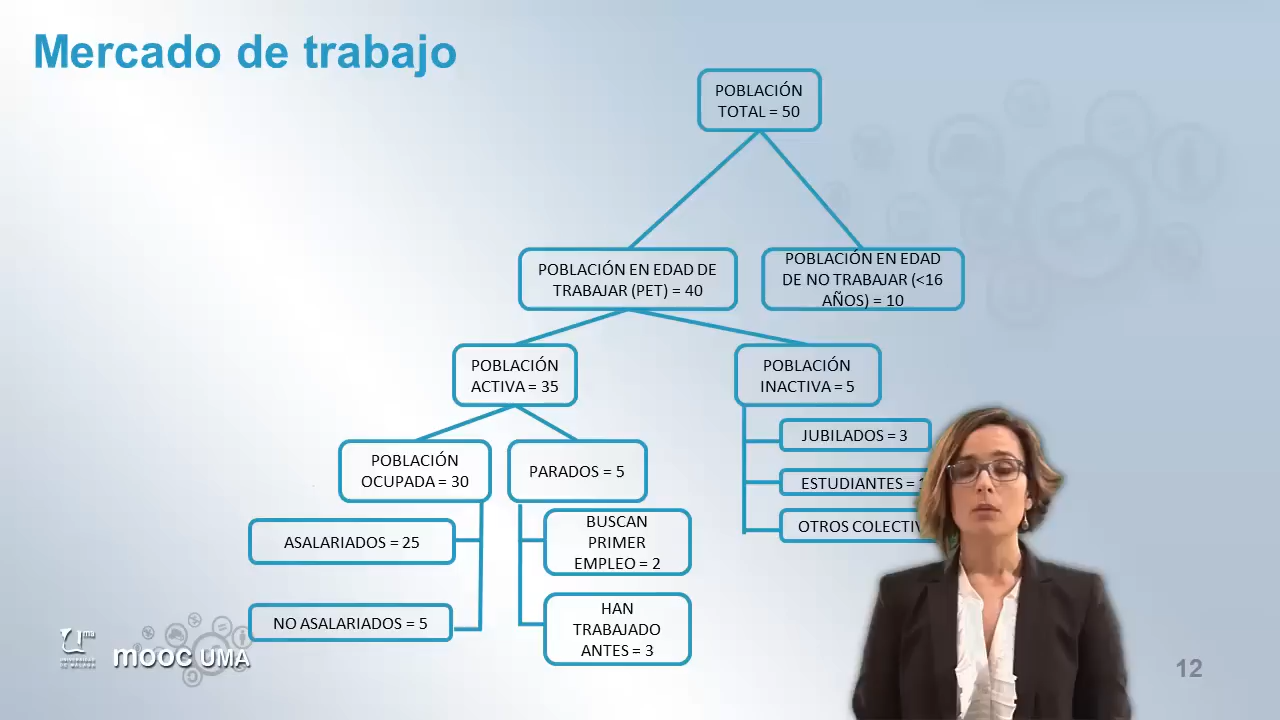 Mercado de trabajo
POBLACIÓN
TOTAL = 50
POBLACIÓN EN EDAD DE
TRABAJAR (PET) = 40
POBLACIÓN EN EDAD
DE NO TRABAJAR (<16
AÑOS) = 10
POBLACIÓN
ACTIVA = 35
POBLACIÓN
INACTIVA = 5
JUBILADOS = 3
ESTUDIANTES =
OTROS
POBLACIÓN
OCUPADA = 30
PARADOS = 5
ASALARIADOS = 25
NO ASALARIADOS = 5
BUSCAN
PRIMER
EMPLEO = 2
HAN
TRABAJADO
ANTES = 3
uma
mooc UMA
12